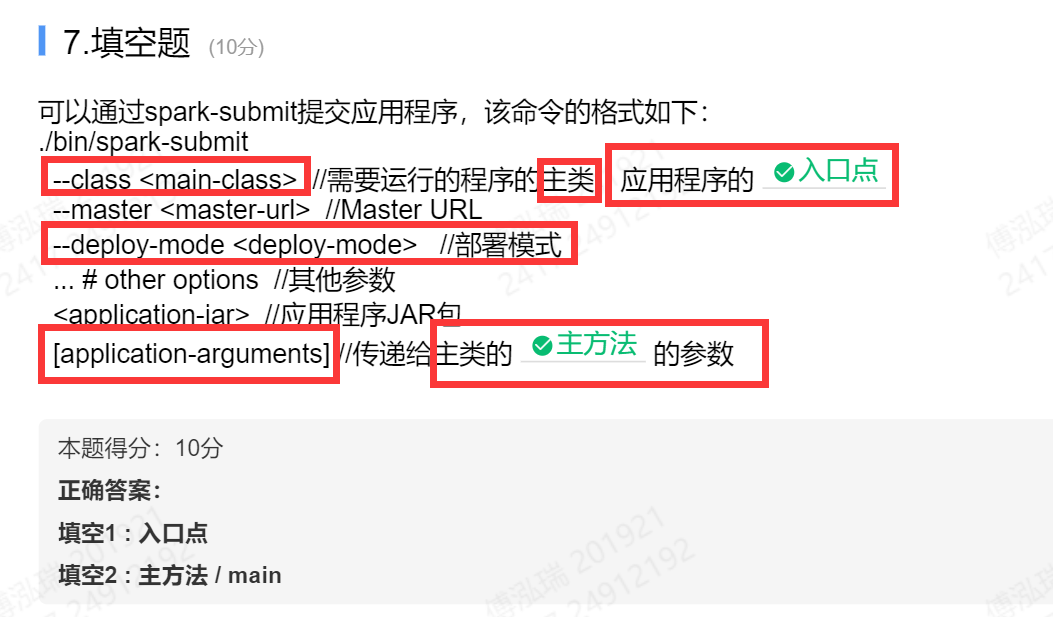 7.填空题 (10分)
可以通过spark-submit提交应用程序，该命令的格式如下：
./bin/spark-submit
--class <main-class> //需要运行的程序的主类 应用程序的 入口点
--master <master-url> //Master URL
--deploy-mode <deploy-mode> //部署模式
... # other options //其他参数
<application-jar> //应用程序JAR包
[application-arguments] //传递给主类的 主方法 的参数
本题得分：10分
正确答案：
填空1：入口点
填空2：主方法 / main
傅泓瑞 201921
24912192